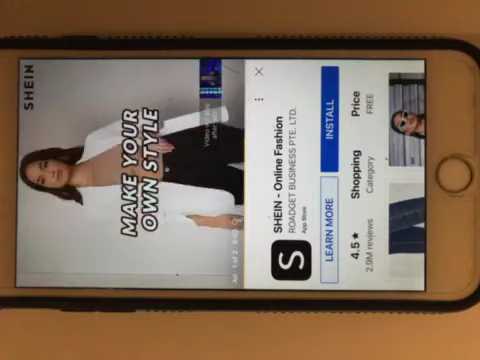 SHEIN
MAKE YOUR
OWN STYLE
Ad · 1 of 2
SHEIN - Online Fashion
ROADGET BUSINESS PTE. LTD.
App Store
LEARN MORE
INSTALL
4.5 ★
2.9M reviews
Shopping
Category
Price
FREE